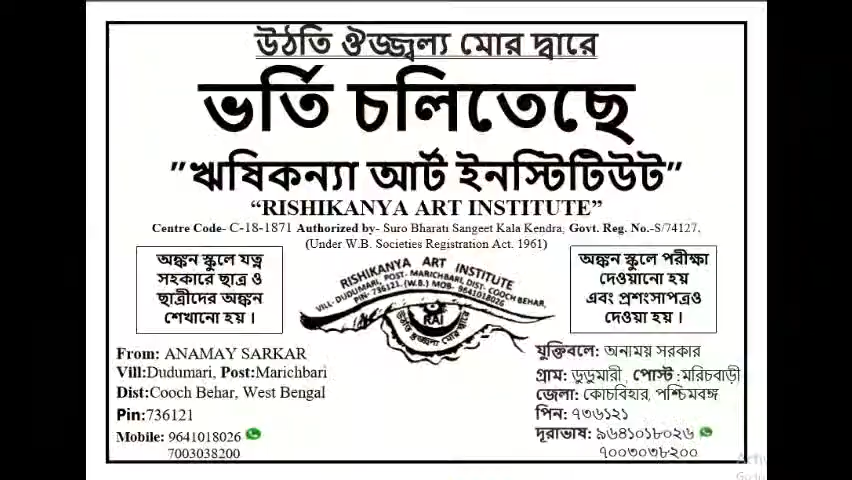 উঠতি ঔজ্জ্বল্য মোর দ্বারে
ভর্তি চলিতেছে
”ঋষিকন্যা আর্ট ইনস্টিটিউট”
“RISHIKANYA ART INSTITUTE”
Centre Code- C-18-1871 Authorized by- Suro Bharati Sangeet Kala Kendra, Govt. Reg. No.-S/74127,
(Under W.B. Societies Registration Act. 1961)
অঙ্কন স্কুলে যত্ন
সহকারে ছাত্র ও
ছাত্রীদের অঙ্কন
শেখানো হয় ।
RISHIKANYA ART INSTITUTE
VILL- DUDUMARI, POST- MARICHBARI, DIST- COOCH BEHAR,
PIN- 736121 (W.B.) MOB- 9641018026
RAI
উঠতি ঔজ্জ্বল্য মোর দ্বারে
অঙ্কন স্কুলে পরীক্ষা
দেওয়ানো হয়
এবং প্রশংসাপত্রও
দেওয়া হয় ।
From: ANAMAY SARKAR
Vill:Dudumari, Post:Marichbari
Dist:Cooch Behar, West Bengal
Pin:736121
Mobile: 9641018026
7003038200
যুক্তিবলে: অনাময় সরকার
গ্রাম: ডুডুমারী, পোস্ট :মরিচবাড়ী
জেলা: কোচবিহার, পশ্চিমবঙ্গ
পিন: ৭৩৬১২১
দূরাভাষ: ৯৬৪১০১৮০২৬
৭০০৩০৩৮২০০